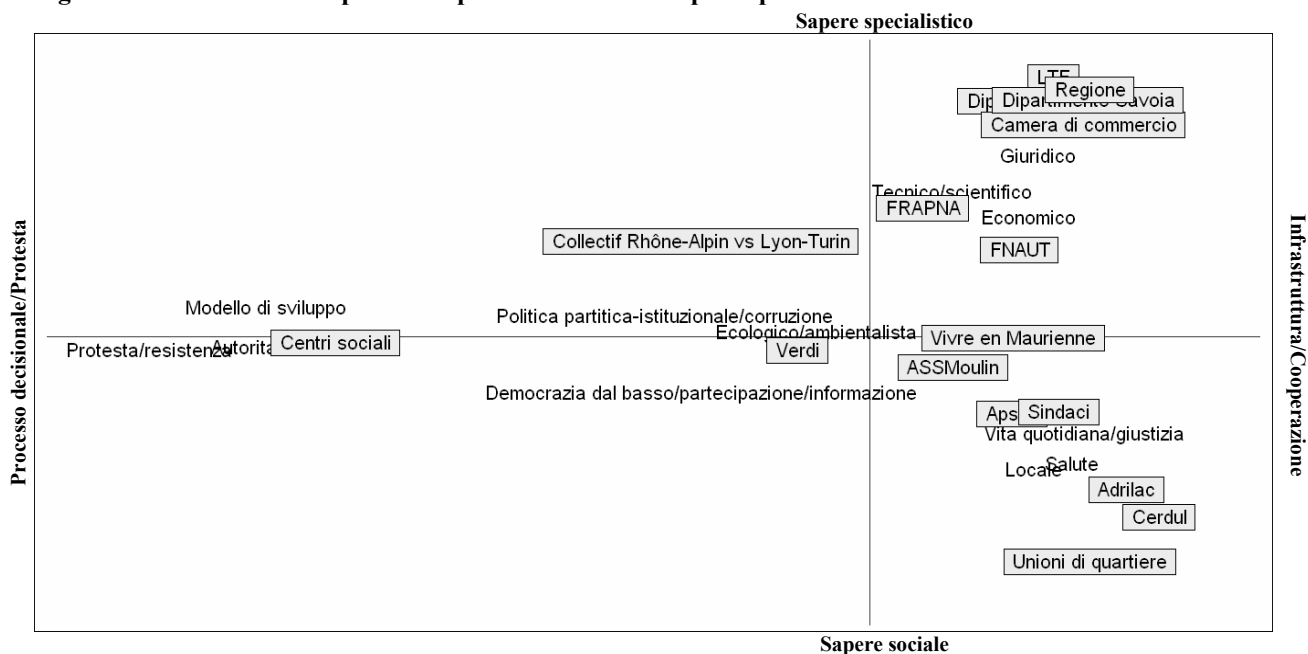 Sapere specialistico
LTF
Regione
Dipartimento Savoia
Camera di commercio
Giuridico
Tecnico/scientifico
FRAPNA
Economico
Collectif Rhône-Alpin vs Lyon-Turin
FNAUT
Modello di sviluppo
Politica partitica-istituzionale/corruzione
Ecologico/ambientalista
Centri sociali
Vivre en Maurienne
Protesta/resistenza
Verdi
ASSMoulin
Democrazia dal basso/partecipazione/informazione
Sindaci
Vita quotidiana/giustizia
Salute
Locale
Adrilac
Cerdul
Unioni di quartiere
Sapere sociale
Processo decisionale/Protesta
Infrastruttura/Cooperazione